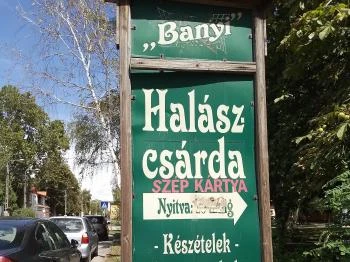 „Banyi”
Halász-
csárda
SZÉP KÁRTYA
Nyitva:
- Készételek -